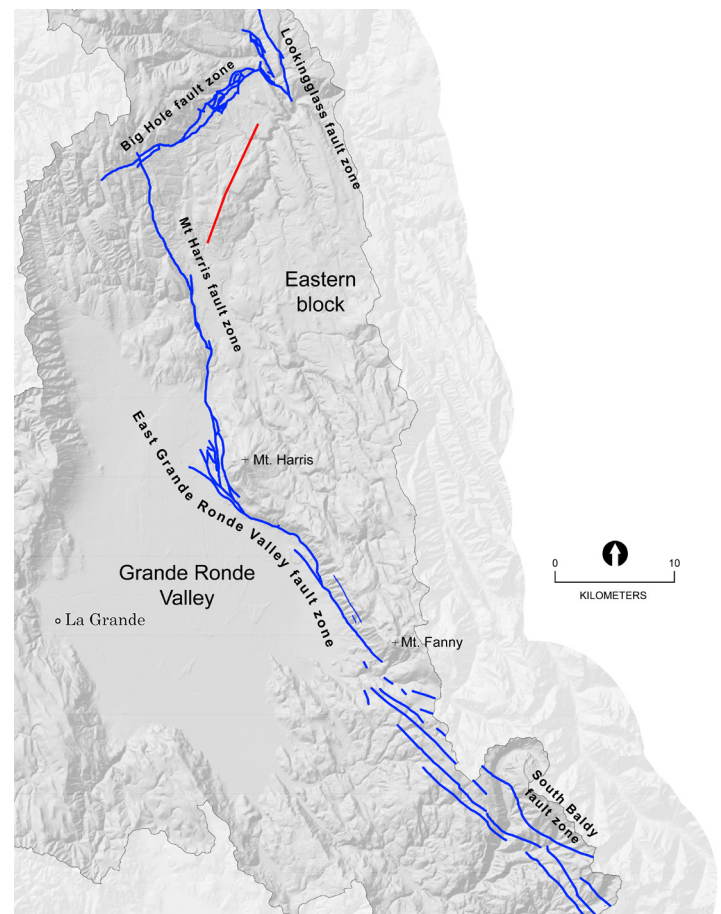 Lookingglass fault zone
Big Hole fault zone
Mt Harris fault zone
Eastern
block
East Grande Ronde Valley fault zone
Mt. Harris
Grande Ronde
Valley
La Grande
Mt. Fanny
0 10
KILOMETERS
South Baldy
fault zone